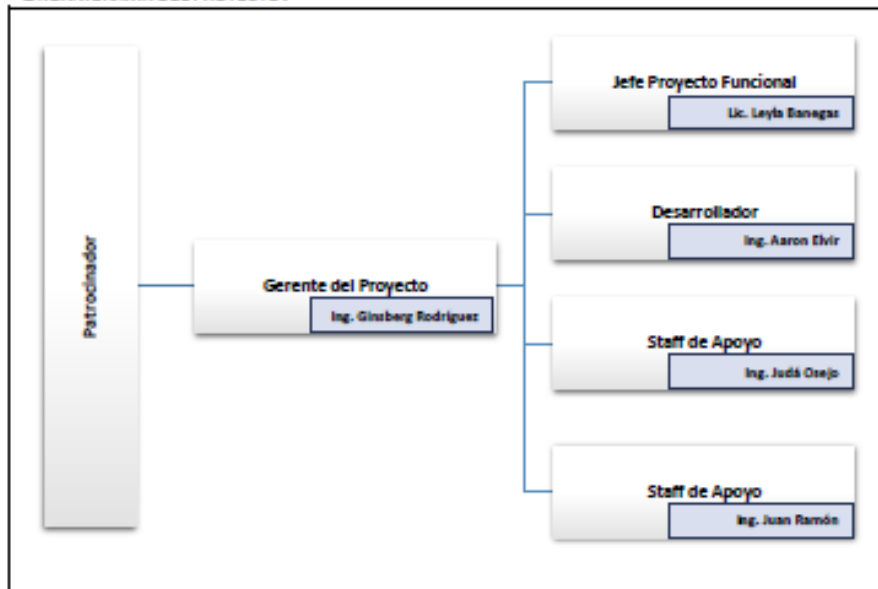 Patrocinador
Gerente del Proyecto
Ing. Ginsberg Rodríguez
Jefe Proyecto Funcional
Lic. Leyla Banegas
Desarrollador
Ing. Aaron Elvir
Staff de Apoyo
Ing. Judá Osejo
Staff de Apoyo
Ing. Juan Ramón